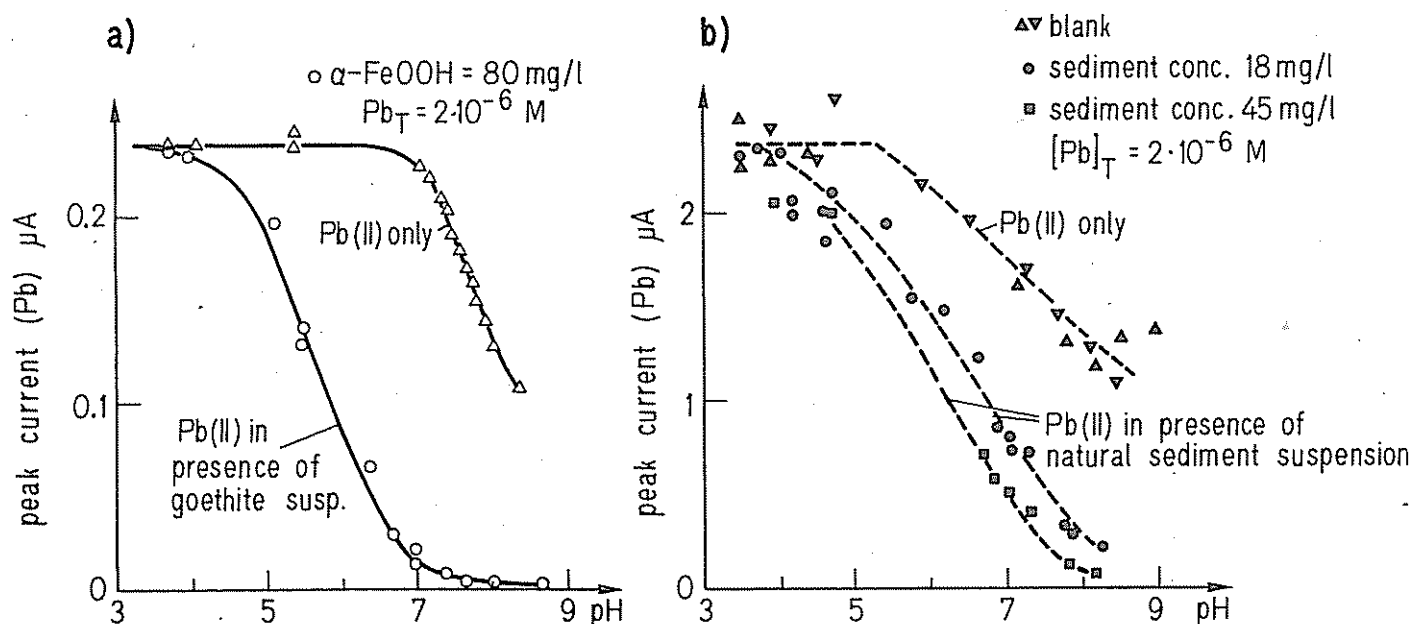 a)
○ α-FeOOH = 80 mg/l
Pb_T = 2·10⁻⁶ M
peak current (Pb) μA
0.2
0.1
0
Pb(II) only
Pb(II) in
presence of
goethite susp.
3 5 7 9 pH
b)
△▽ blank
● sediment conc. 18 mg/l
■ sediment conc. 45 mg/l
[Pb]_T = 2·10⁻⁶ M
peak current (Pb) μA
2
1
0
Pb(II) only
Pb(II) in presence of
natural sediment suspension
3 5 7 9 pH